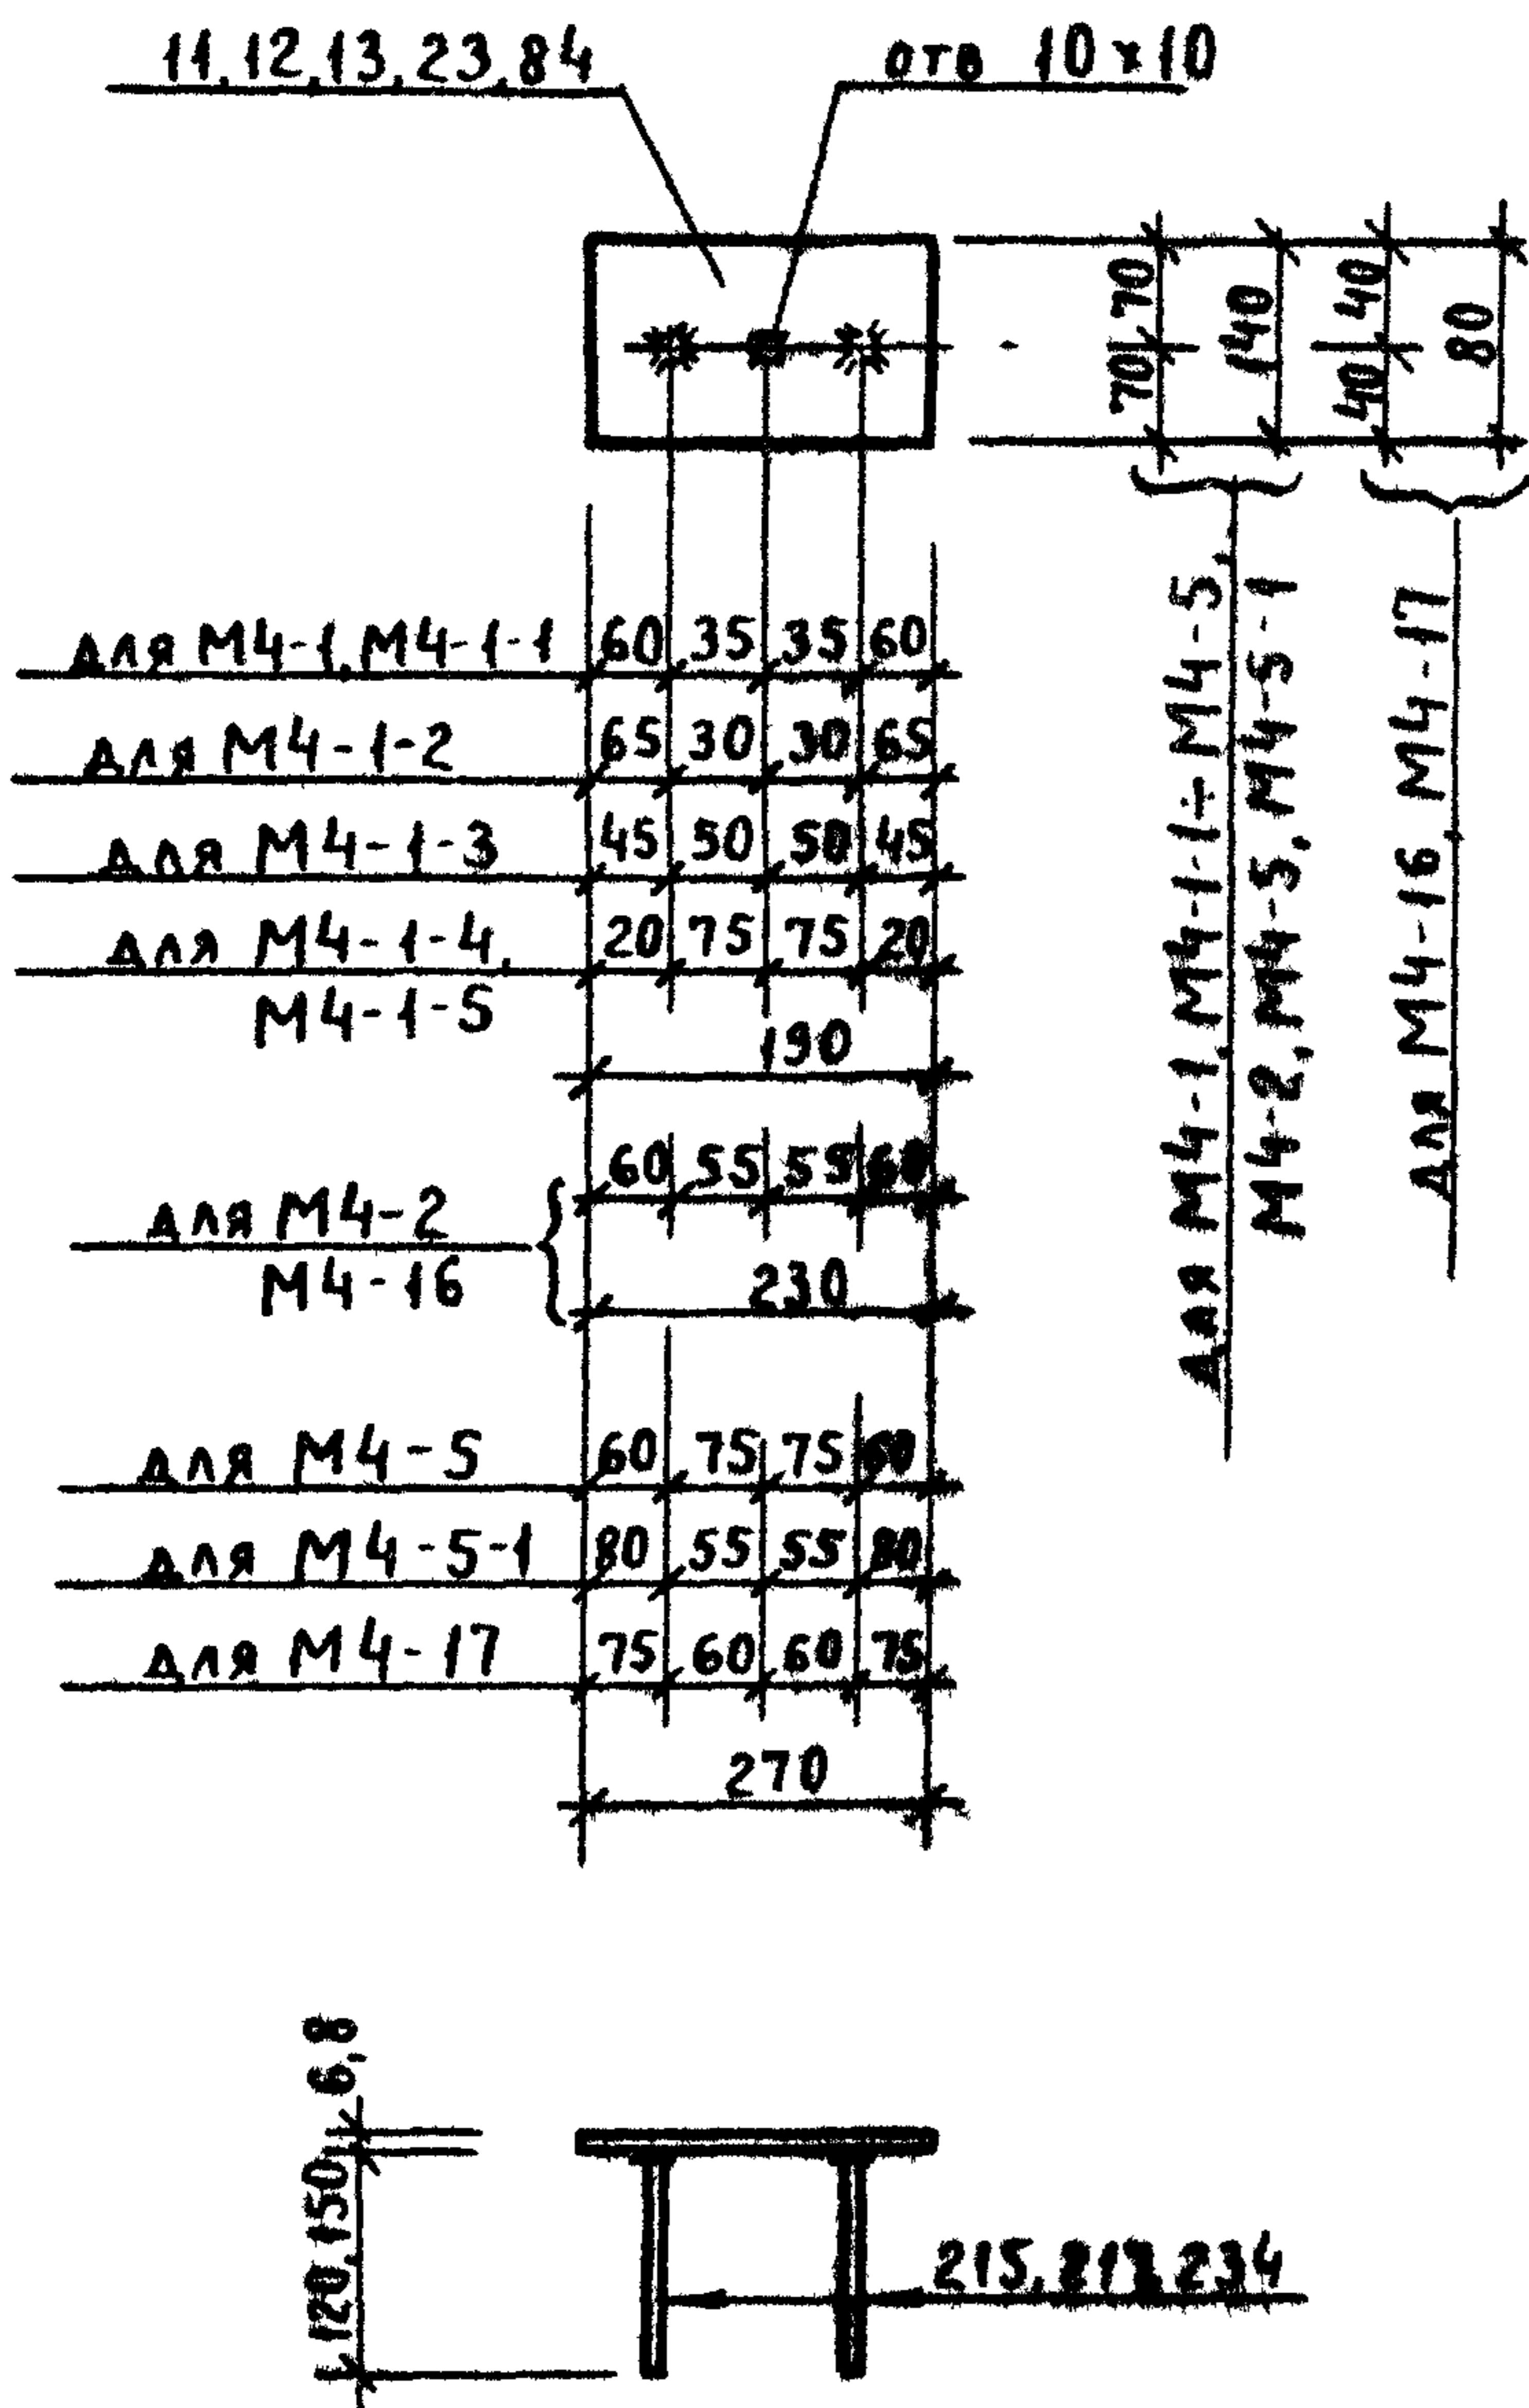 11, 12, 13, 23, 84
отв 10 x 10
70 70
140
40 40
80
для М4-1, М4-1-1 60 35 35 60
для М4-1-2 65 30 30 65
для М4-1-3 45 50 50 45
для М4-1-4, 20 75 75 20
М4-1-5
190
60 55 55 60
для М4-2
М4-16
230
для М4-5 60 75 75 60
для М4-5-1 80 55 55 80
для М4-17 75 60 60 75
270
для М4-1, М4-1-1÷М4-5,
М4-2, М4-5, М4-5-1
для М4-16, М4-17
6,8
120,150
215, 234